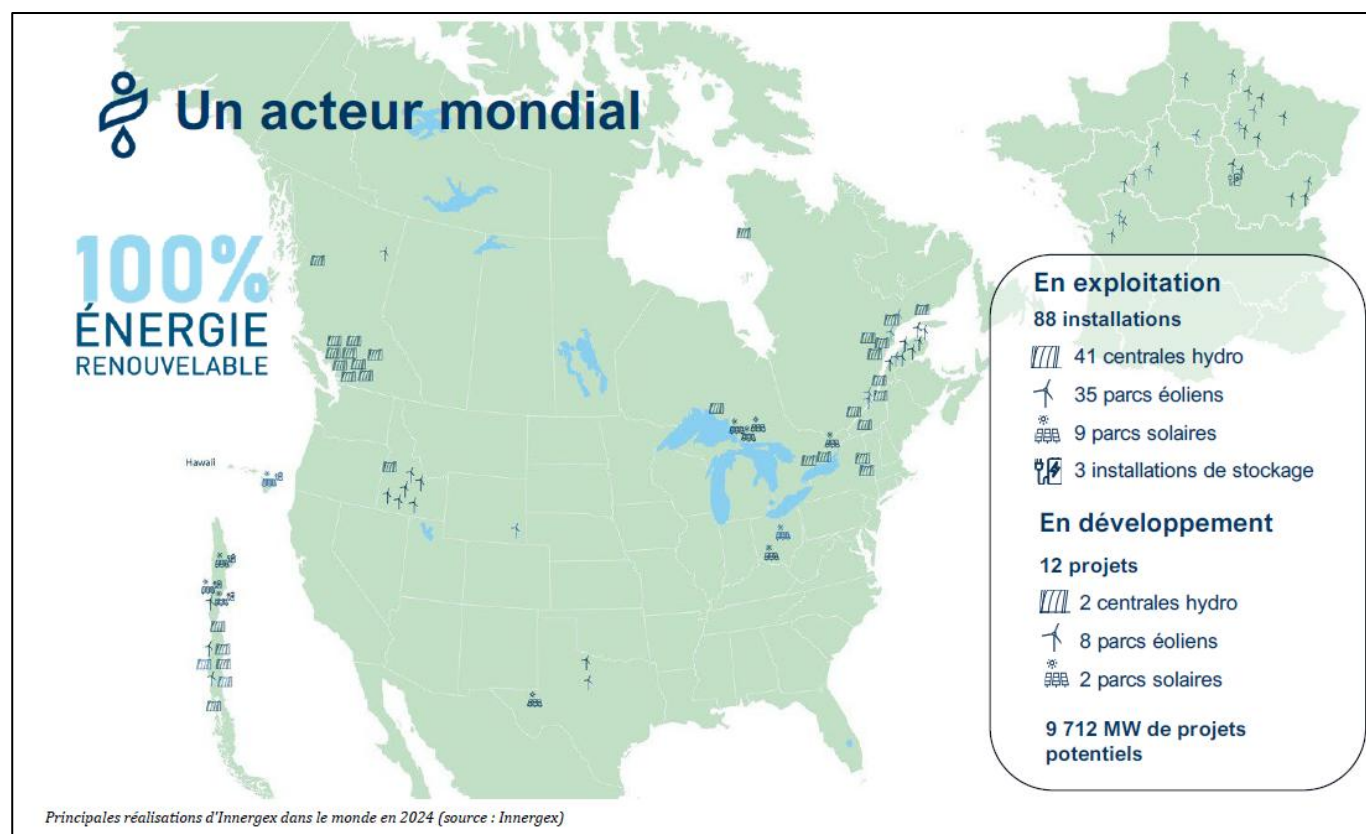 Un acteur mondial
100%
ÉNERGIE
RENOUVELABLE
Hawaii
En exploitation
88 installations
41 centrales hydro
35 parcs éoliens
9 parcs solaires
3 installations de stockage
En développement
12 projets
2 centrales hydro
8 parcs éoliens
2 parcs solaires
9 712 MW de projets
potentiels
Principales réalisations d'Innergex dans le monde en 2024 (source : Innergex)